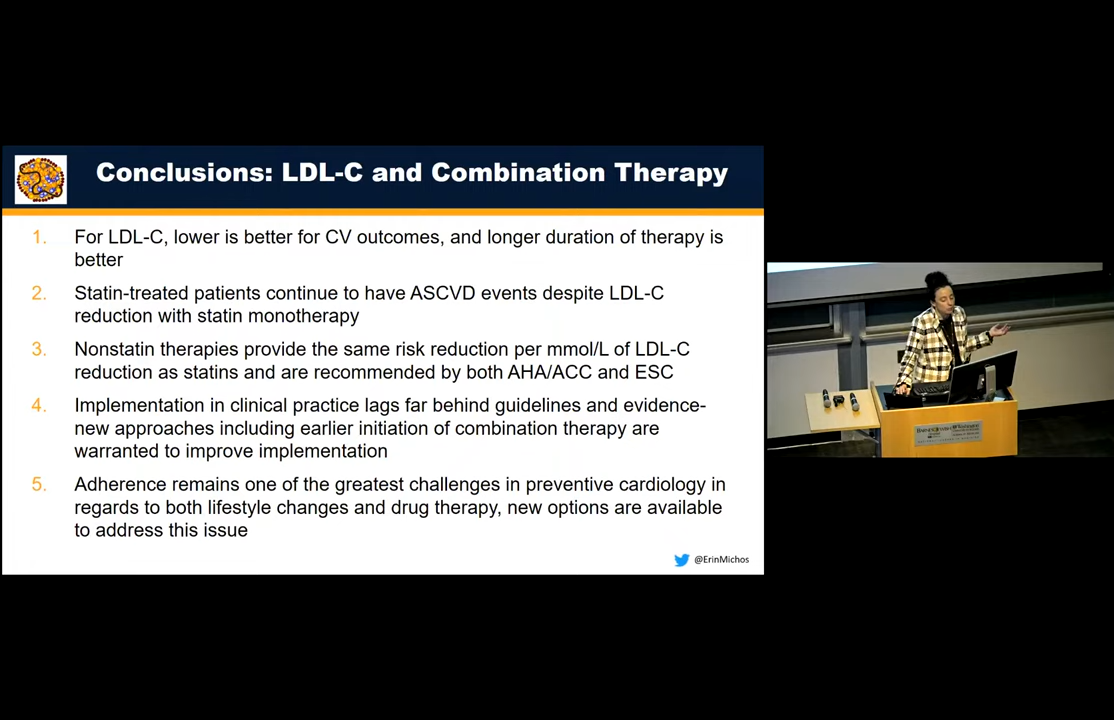 Conclusions: LDL-C and Combination Therapy
1. For LDL-C, lower is better for CV outcomes, and longer duration of therapy is
better
2. Statin-treated patients continue to have ASCVD events despite LDL-C
reduction with statin monotherapy
3. Nonstatin therapies provide the same risk reduction per mmol/L of LDL-C
reduction as statins and are recommended by both AHA/ACC and ESC
4. Implementation in clinical practice lags far behind guidelines and evidence-
new approaches including earlier initiation of combination therapy are
warranted to improve implementation
5. Adherence remains one of the greatest challenges in preventive cardiology in
regards to both lifestyle changes and drug therapy, new options are available
to address this issue
@ErinMichos